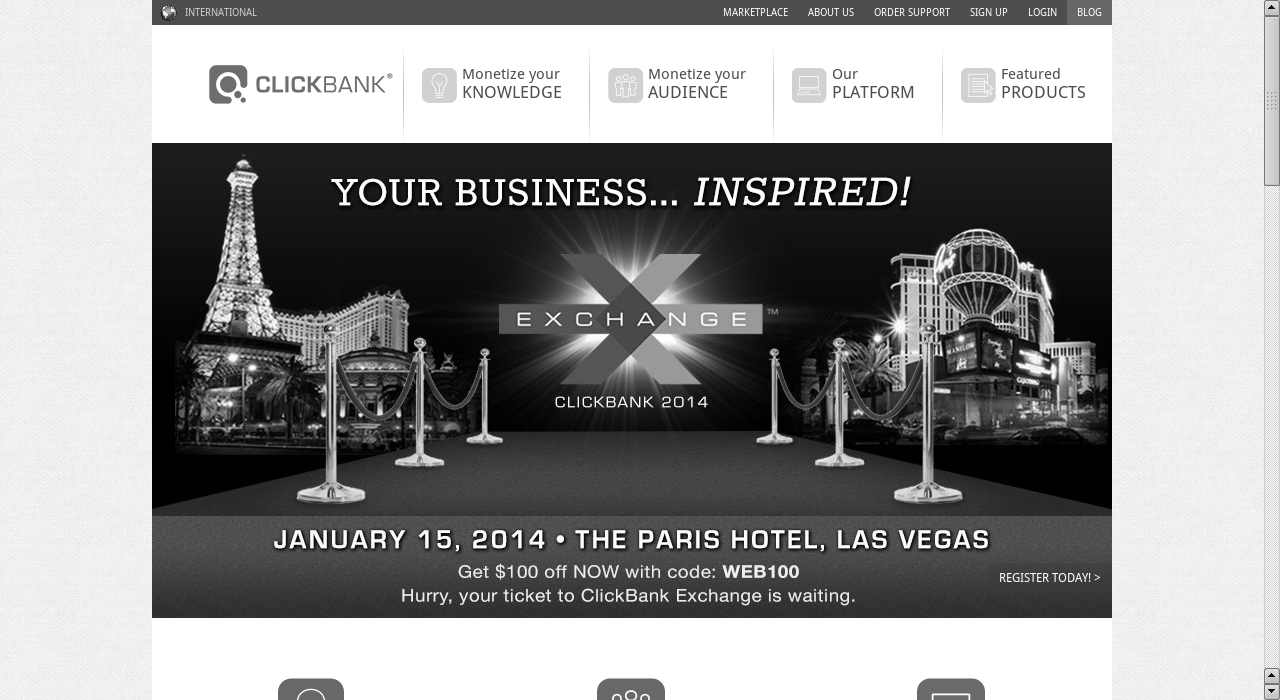 INTERNATIONAL
MARKETPLACE ABOUT US ORDER SUPPORT SIGN UP LOGIN BLOG
CLICKBANK®
Monetize your
KNOWLEDGE
Monetize your
AUDIENCE
Our
PLATFORM
Featured
PRODUCTS
YOUR BUSINESS... INSPIRED!
EXCHANGE™
CLICKBANK 2014
JANUARY 15, 2014 • THE PARIS HOTEL, LAS VEGAS
Get $100 off NOW with code: WEB100
Hurry, your ticket to ClickBank Exchange is waiting.
REGISTER TODAY! >